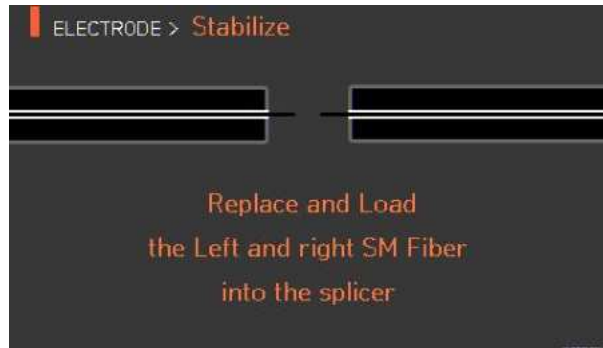 ELECTRODE > Stabilize
Replace and Load
the Left and right SM Fiber
into the splicer